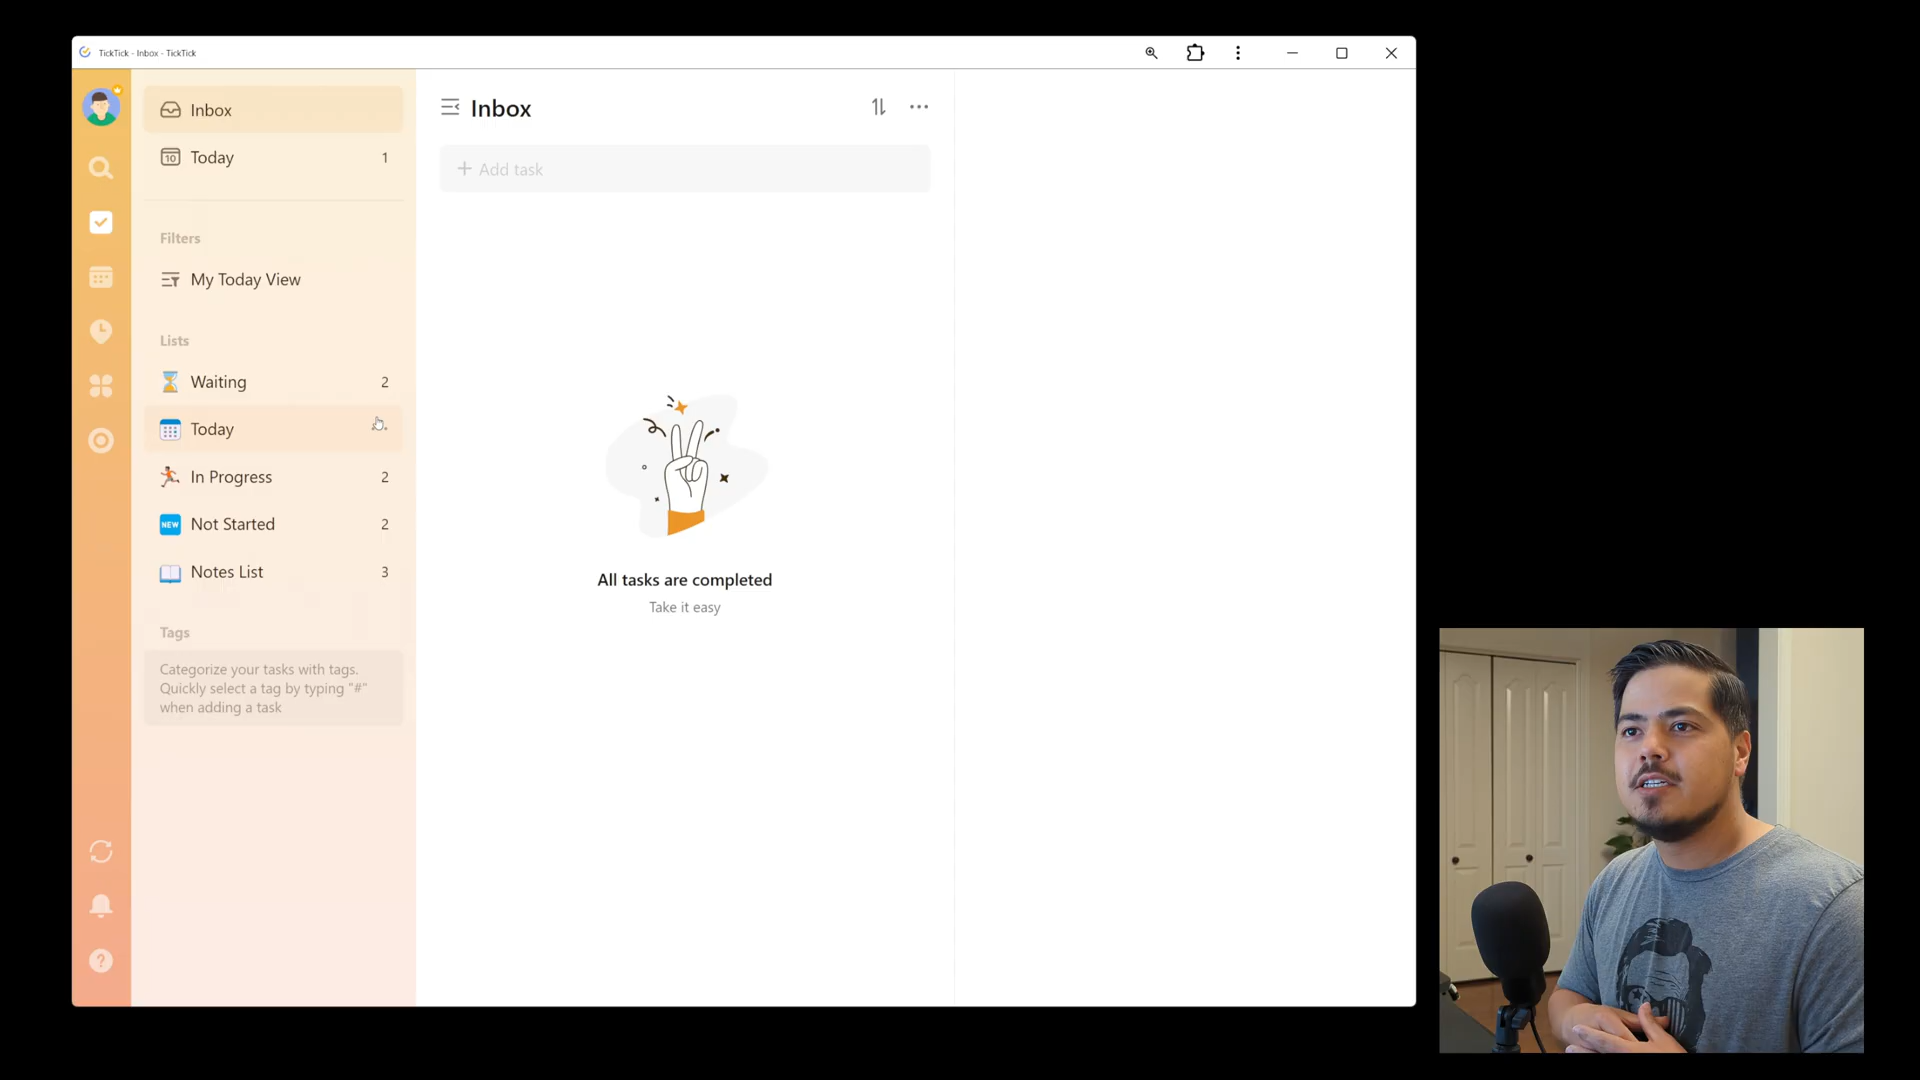 TickTick - Inbox - TickTick
Inbox
10
Today
1
Filters
My Today View
Lists
Waiting
2
Today
In Progress
2
NEW
Not Started
2
Notes List
3
Tags
Categorize your tasks with tags.
Quickly select a tag by typing "#"
when adding a task
Inbox
Add task
All tasks are completed
Take it easy